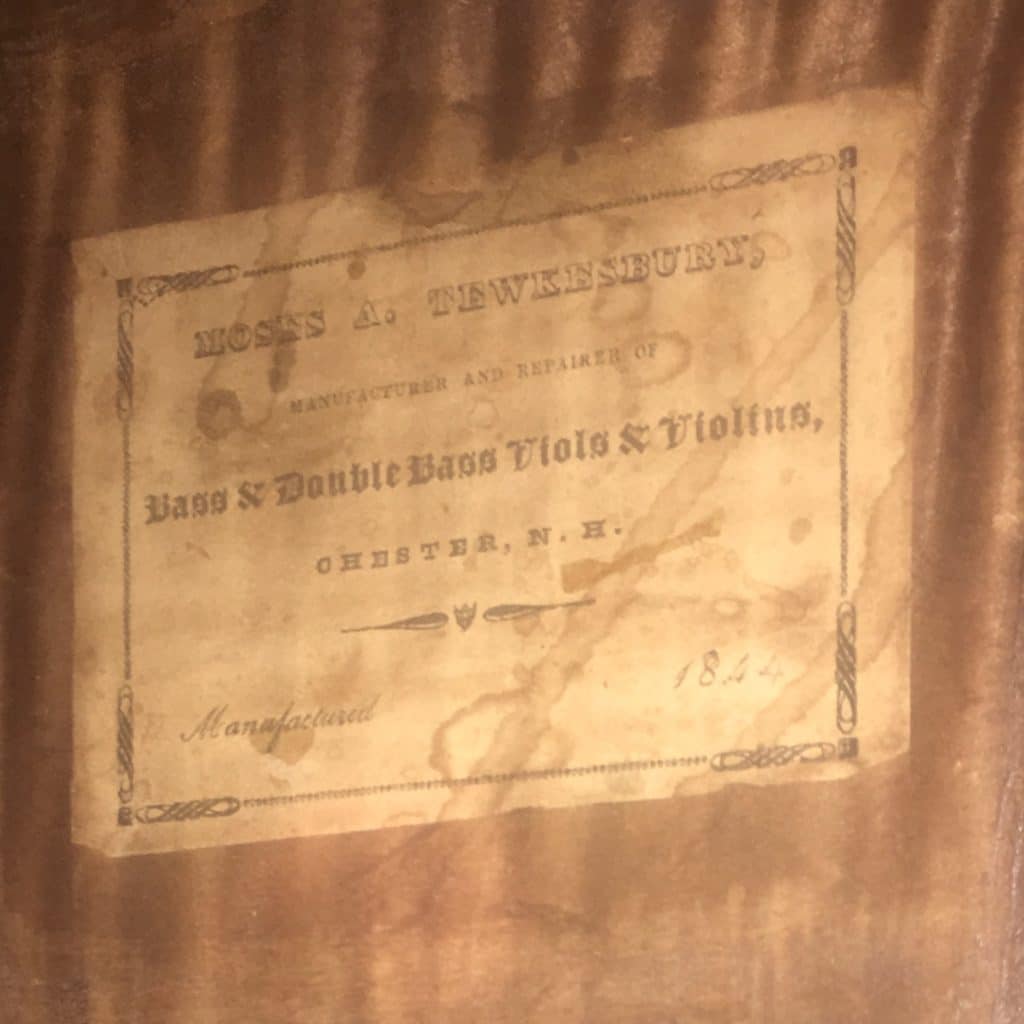 MOSES A. TEWKESBURY,
MANUFACTURER AND REPAIRER OF
Bass & Double Bass Viols & Violins,
CHESTER, N. H.
Manufactured 1844